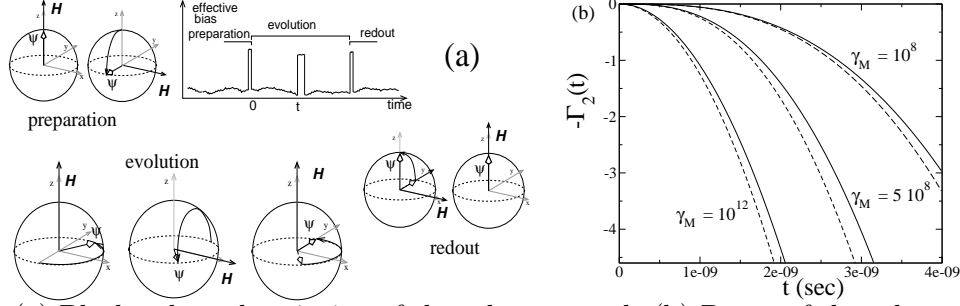 H
z
y
x
ψ
z
y
x
ψ
H
preparation
effective
bias
preparation
evolution
redout
0
t
time
(a)
evolution
H
z
y
x
ψ
z
ψ
H
H
z
y
x
ψ
z
ψ
x
H
H
z
y
x
ψ
redout
(b)
0
-1
-2
-3
-4
-Γ2(t)
γM = 10^8
γM = 5 10^8
γM = 10^12
0
1e-09
2e-09
3e-09
4e-09
t (sec)